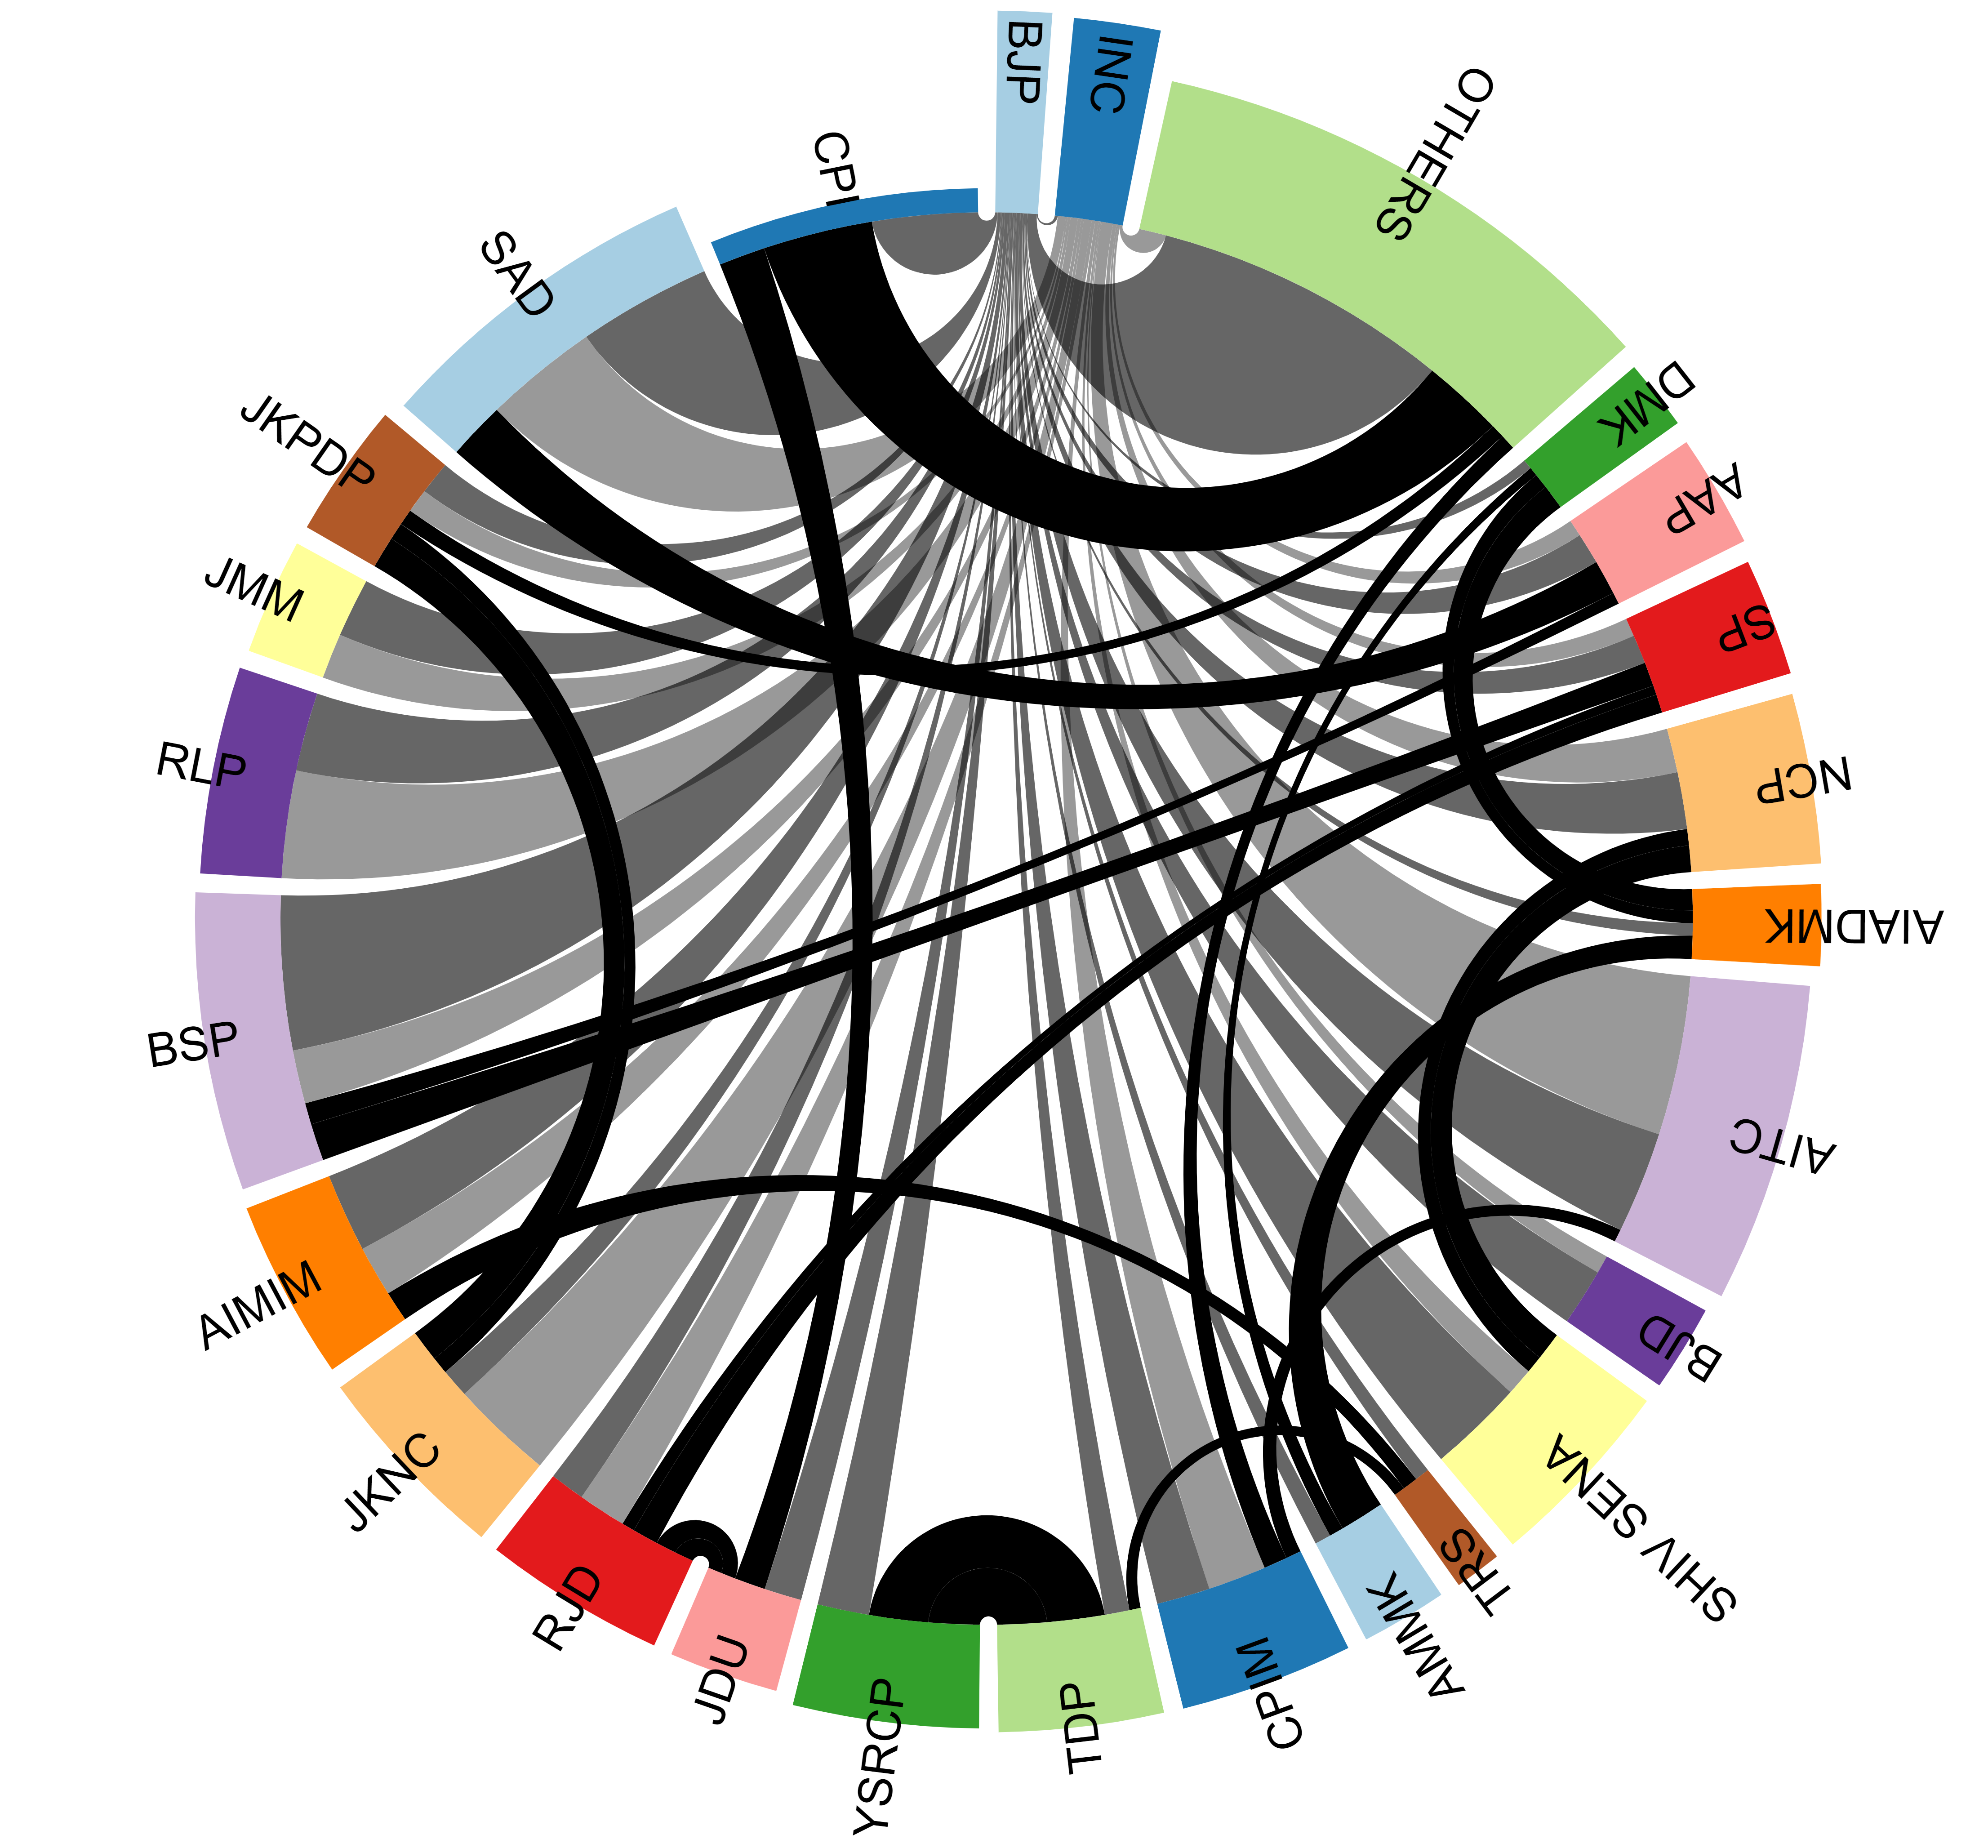 BJP
INC
OTHERS
DMK
AAP
SP
NCP
AIADMK
AITC
BJD
SHIV SENA
TRS
AMMK
CPIM
TDP
YSRCP
JDU
RJD
JKNC
AIMIM
BSP
RLP
JMM
JKPDP
SAD
CPI